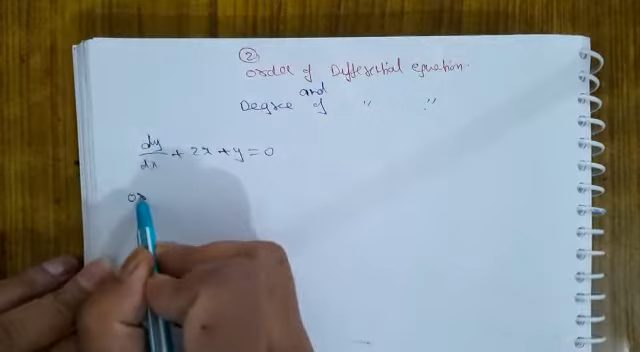 ②
order of Differential equation.
and
Degree of " "
dy/dx + 2x + y = 0
or